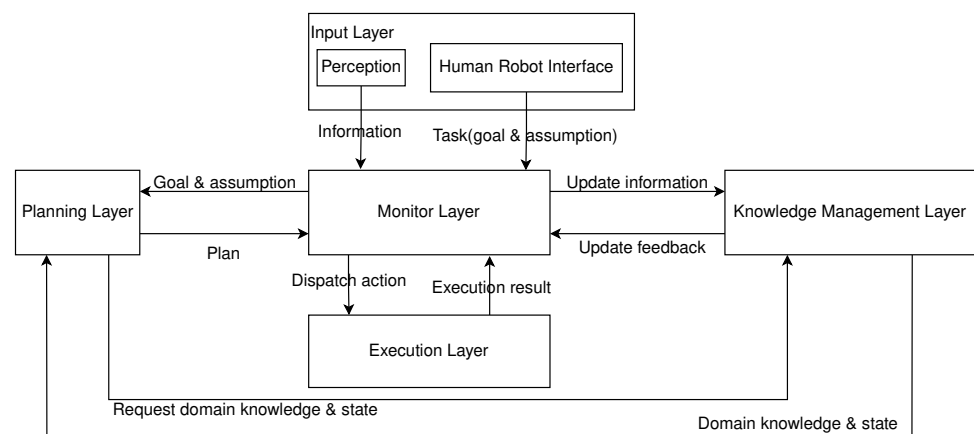 Input Layer
Perception
Human Robot Interface
Information
Task(goal & assumption)
Goal & assumption
Update information
Planning Layer
Monitor Layer
Knowledge Management Layer
Plan
Update feedback
Dispatch action
Execution result
Execution Layer
Request domain knowledge & state
Domain knowledge & state